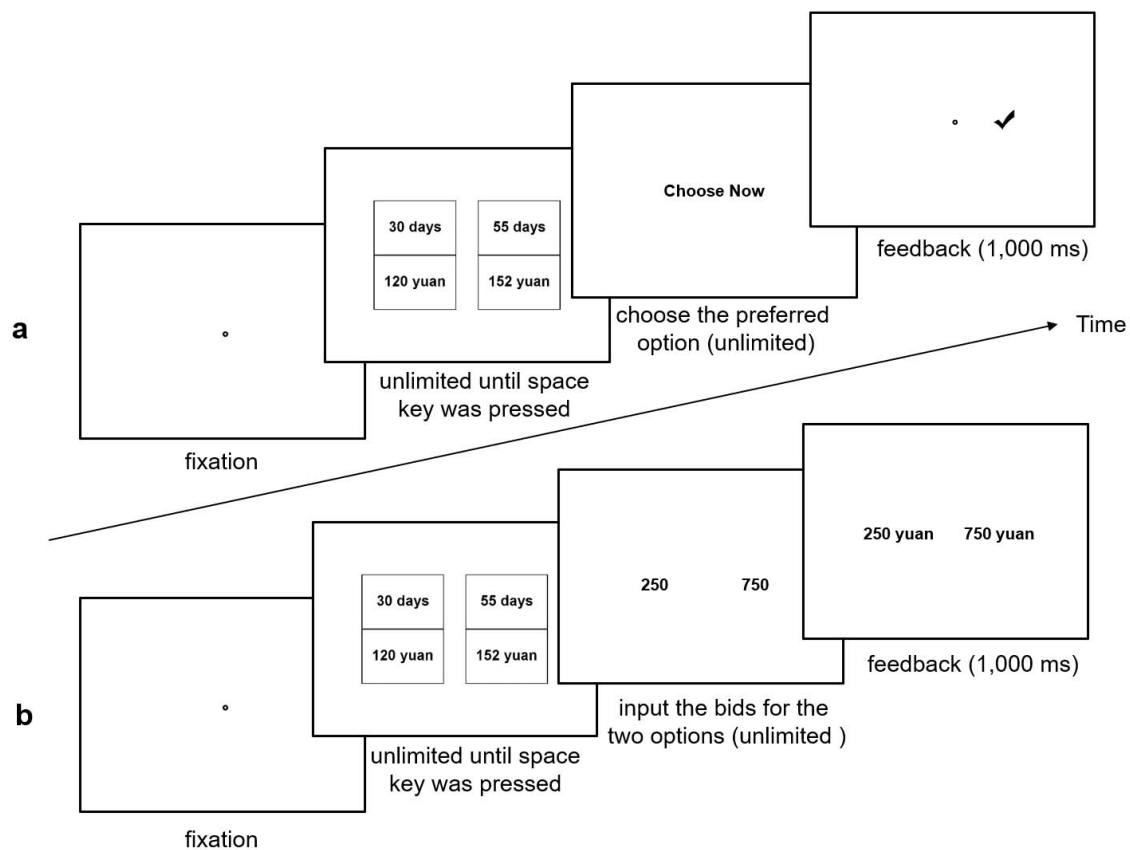 a
fixation
30 days 55 days
120 yuan 152 yuan
unlimited until space
key was pressed
Choose Now
choose the preferred
option (unlimited)
feedback (1,000 ms)
Time
b
fixation
30 days 55 days
120 yuan 152 yuan
unlimited until space
key was pressed
250 750
input the bids for the
two options (unlimited )
250 yuan 750 yuan
feedback (1,000 ms)